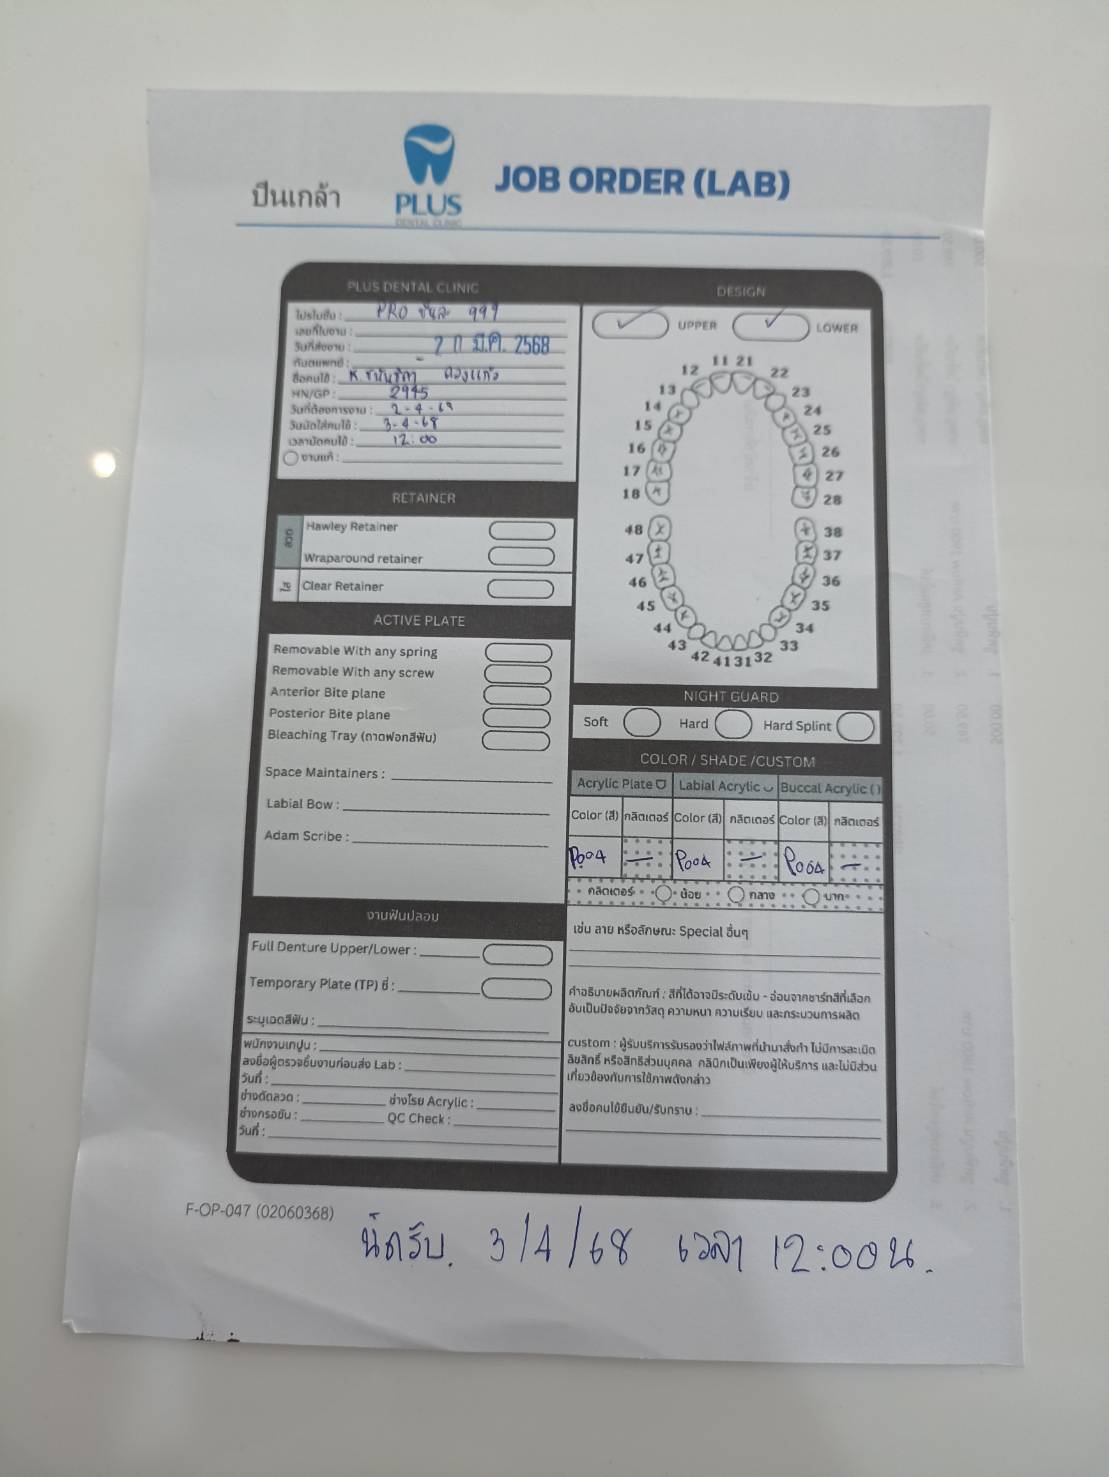 ปิ่นเกล้า
PLUS
DENTAL CLINIC
JOB ORDER (LAB)
PLUS DENTAL CLINIC
โปรโมชั่น : PRO ชิ้นละ 999
เลขที่ใบงาน :
วันที่ส่งงาน : 20 มี.ค. 2568
ทันตแพทย์ : -
ชื่อคนไข้ : K.
HN/GP : 2945
วันที่ต้องการงาน : 2-4-68
วันนัดใส่คนไข้ : 3-4-68
เวลานัดคนไข้ : 12:00
งานแก้ :
RETAINER
ลวด
Hawley Retainer
Wraparound retainer
ใส
Clear Retainer
ACTIVE PLATE
Removable With any spring
Removable With any screw
Anterior Bite plane
Posterior Bite plane
Bleaching Tray (ถาดฟอกสีฟัน)
Space Maintainers :
Labial Bow :
Adam Scribe :
งานฟันปลอม
Full Denture Upper/Lower :
Temporary Plate (TP) ซี่ :
ระบุเฉดสีฟัน :
พนักงานเคาน์เตอร์ :
ลงชื่อผู้ตรวจชิ้นงานก่อนส่ง Lab :
วันที่ :
ช่างดัดลวด : ช่างโรย Acrylic :
ช่างกรอขัด : QC Check :
วันที่ :
DESIGN
UPPER LOWER
11 21
12 22
13 23
14 24
15 25
16 26
17 27
18 28
48 38
47 37
46 36
45 35
44 34
43 33
42 41 31 32
NIGHT GUARD
Soft Hard Hard Splint
COLOR / SHADE /CUSTOM
Acrylic Plate Labial Acrylic Buccal Acrylic ( )
Color (สี) กลิตเตอร์ Color (สี) กลิตเตอร์ Color (สี) กลิตเตอร์
P004 — P004 — P004 —
กลิตเตอร์ น้อย กลาง มาก
เช่น ลาย หรือลักษณะ Special อื่นๆ
คำอธิบายผลิตภัณฑ์ : สีที่ได้อาจมีระดับเข้ม - อ่อนจากชาร์ทสีที่เลือก
อันเป็นปัจจัยจากวัสดุ ความหนา ความเรียบ และกระบวนการผลิต
custom : ผู้รับบริการรับรองว่าไฟล์ภาพที่นำมาสั่งทำ ไม่มีการละเมิด
ลิขสิทธิ์ หรือสิทธิส่วนบุคคล คลินิกเป็นเพียงผู้ให้บริการ และไม่มีส่วน
เกี่ยวข้องกับการใช้ภาพดังกล่าว
ลงชื่อคนไข้ยืนยัน/รับทราบ :
F-OP-047 (02060368)
นัดรับ. 3/4/68 เวลา 12:00น.